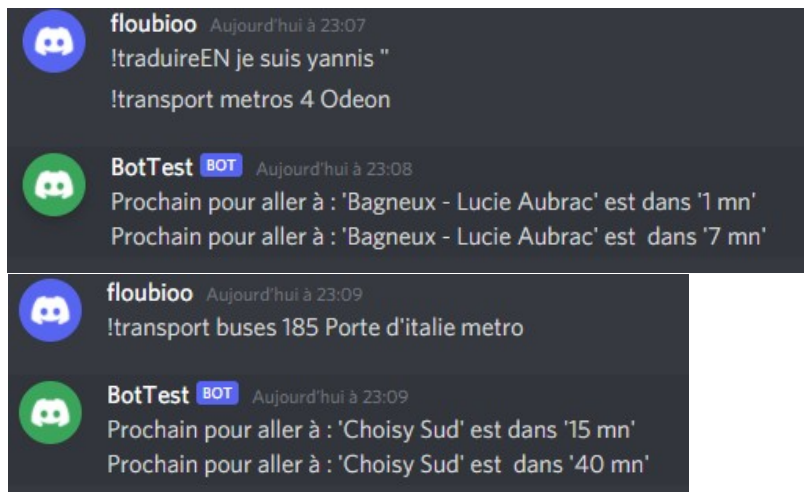 floubioo Aujourd'hui à 23:07
!traduireEN je suis yannis "
!transport metros 4 Odeon
BotTest BOT Aujourd'hui à 23:08
Prochain pour aller à : 'Bagneux - Lucie Aubrac' est dans '1 mn'
Prochain pour aller à : 'Bagneux - Lucie Aubrac' est  dans '7 mn'
floubioo Aujourd'hui à 23:09
!transport buses 185 Porte d'italie metro
BotTest BOT Aujourd'hui à 23:09
Prochain pour aller à : 'Choisy Sud' est dans '15 mn'
Prochain pour aller à : 'Choisy Sud' est  dans '40 mn'